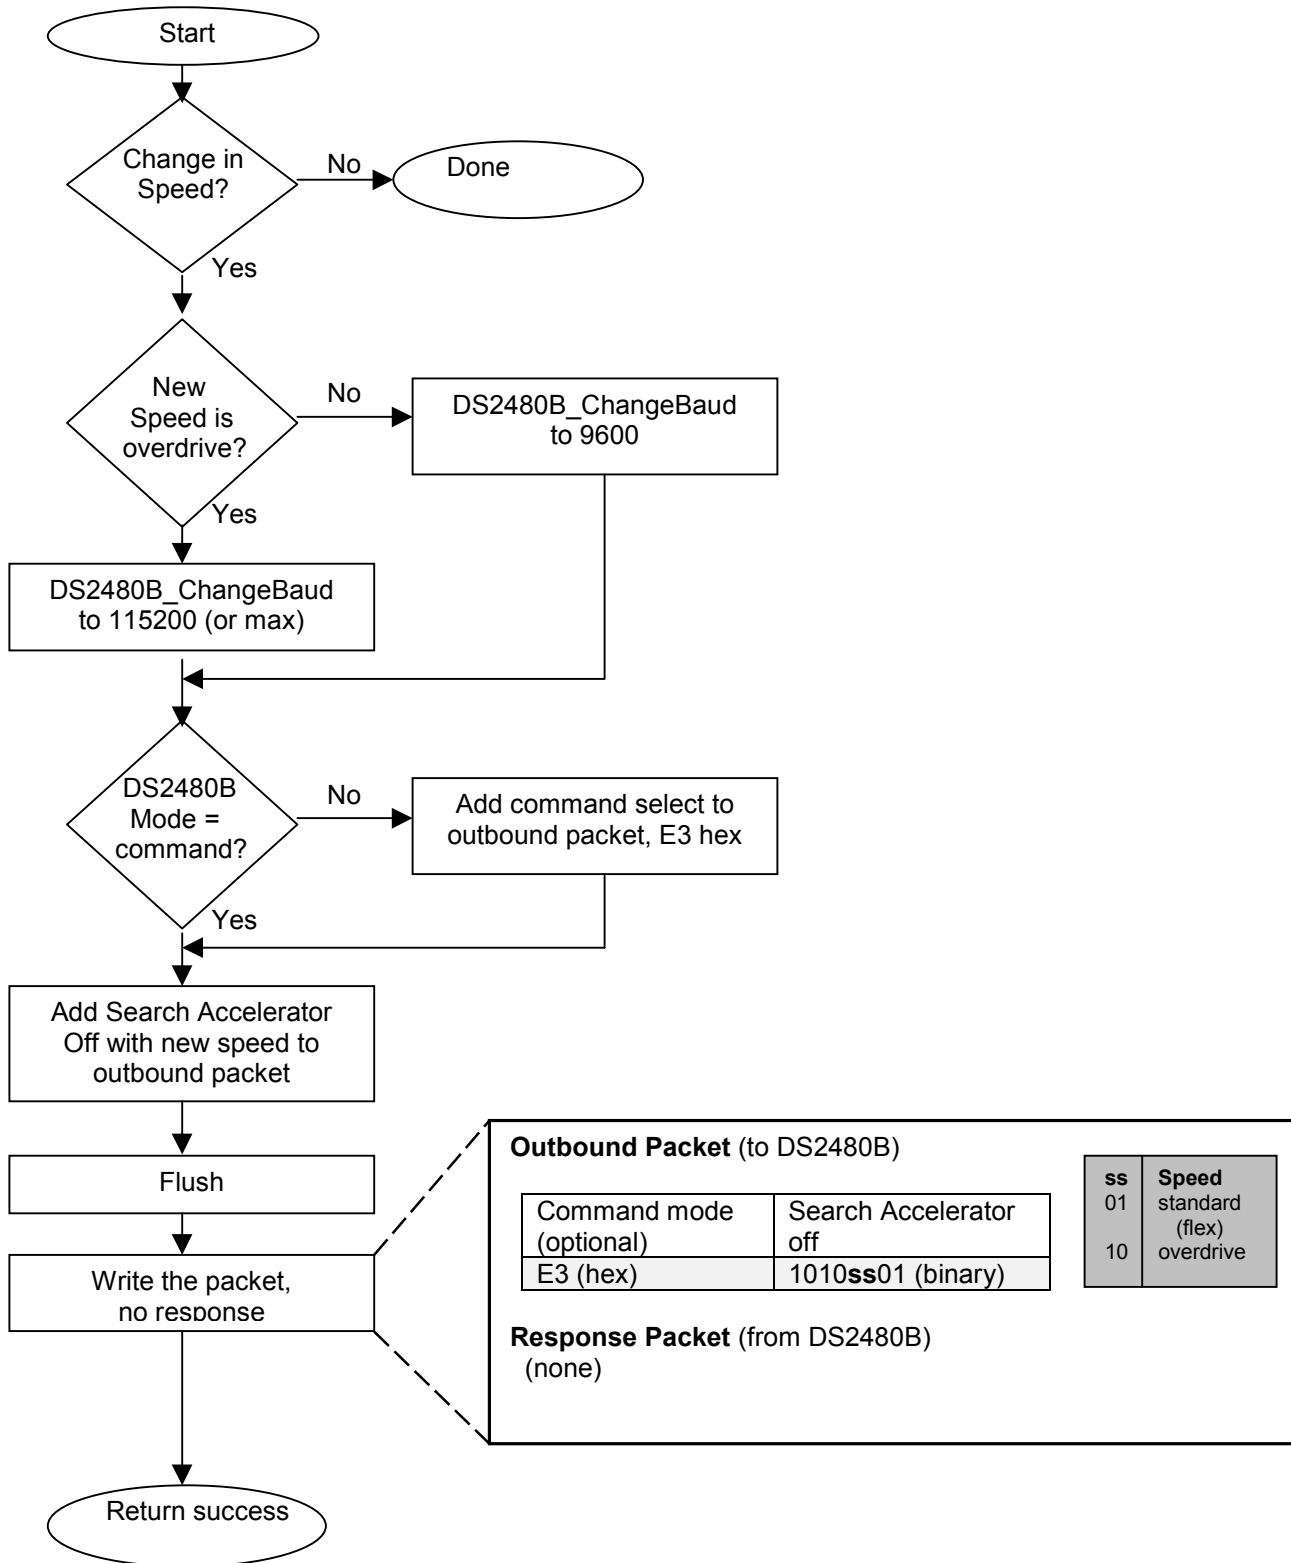 Start
Change in
Speed?
No
Done
Yes
New
Speed is
overdrive?
No
DS2480B_ChangeBaud
to 9600
Yes
DS2480B_ChangeBaud
to 115200 (or max)
DS2480B
Mode =
command?
No
Add command select to
outbound packet, E3 hex
Yes
Add Search Accelerator
Off with new speed to
outbound packet
Flush
Write the packet,
no response
Outbound Packet (to DS2480B)
Command mode
(optional)
Search Accelerator
off
E3 (hex)
1010ss01 (binary)
ss Speed
01 standard
(flex)
10 overdrive
Response Packet (from DS2480B)
(none)
Return success